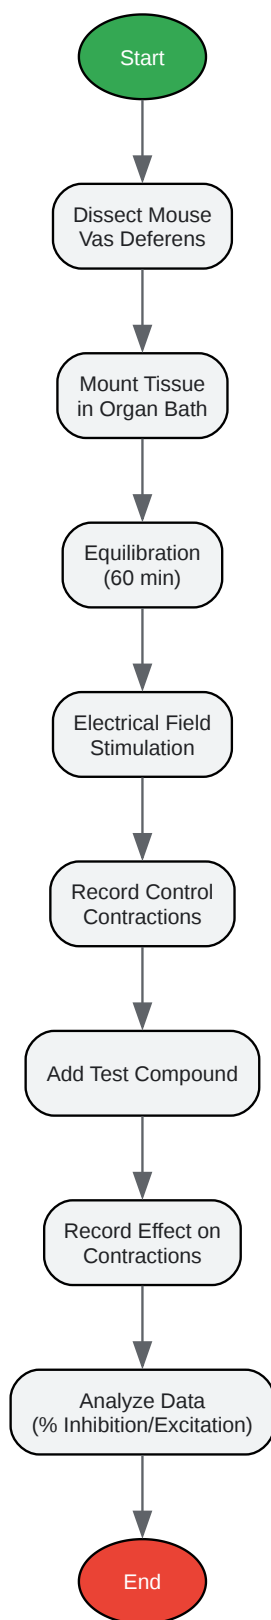 Start
Dissect Mouse
Vas Deferens
Mount Tissue
in Organ Bath
Equilibration
(60 min)
Electrical Field
Stimulation
Record Control
Contractions
Add Test Compound
Record Effect on
Contractions
Analyze Data
(% Inhibition/Excitation)
End